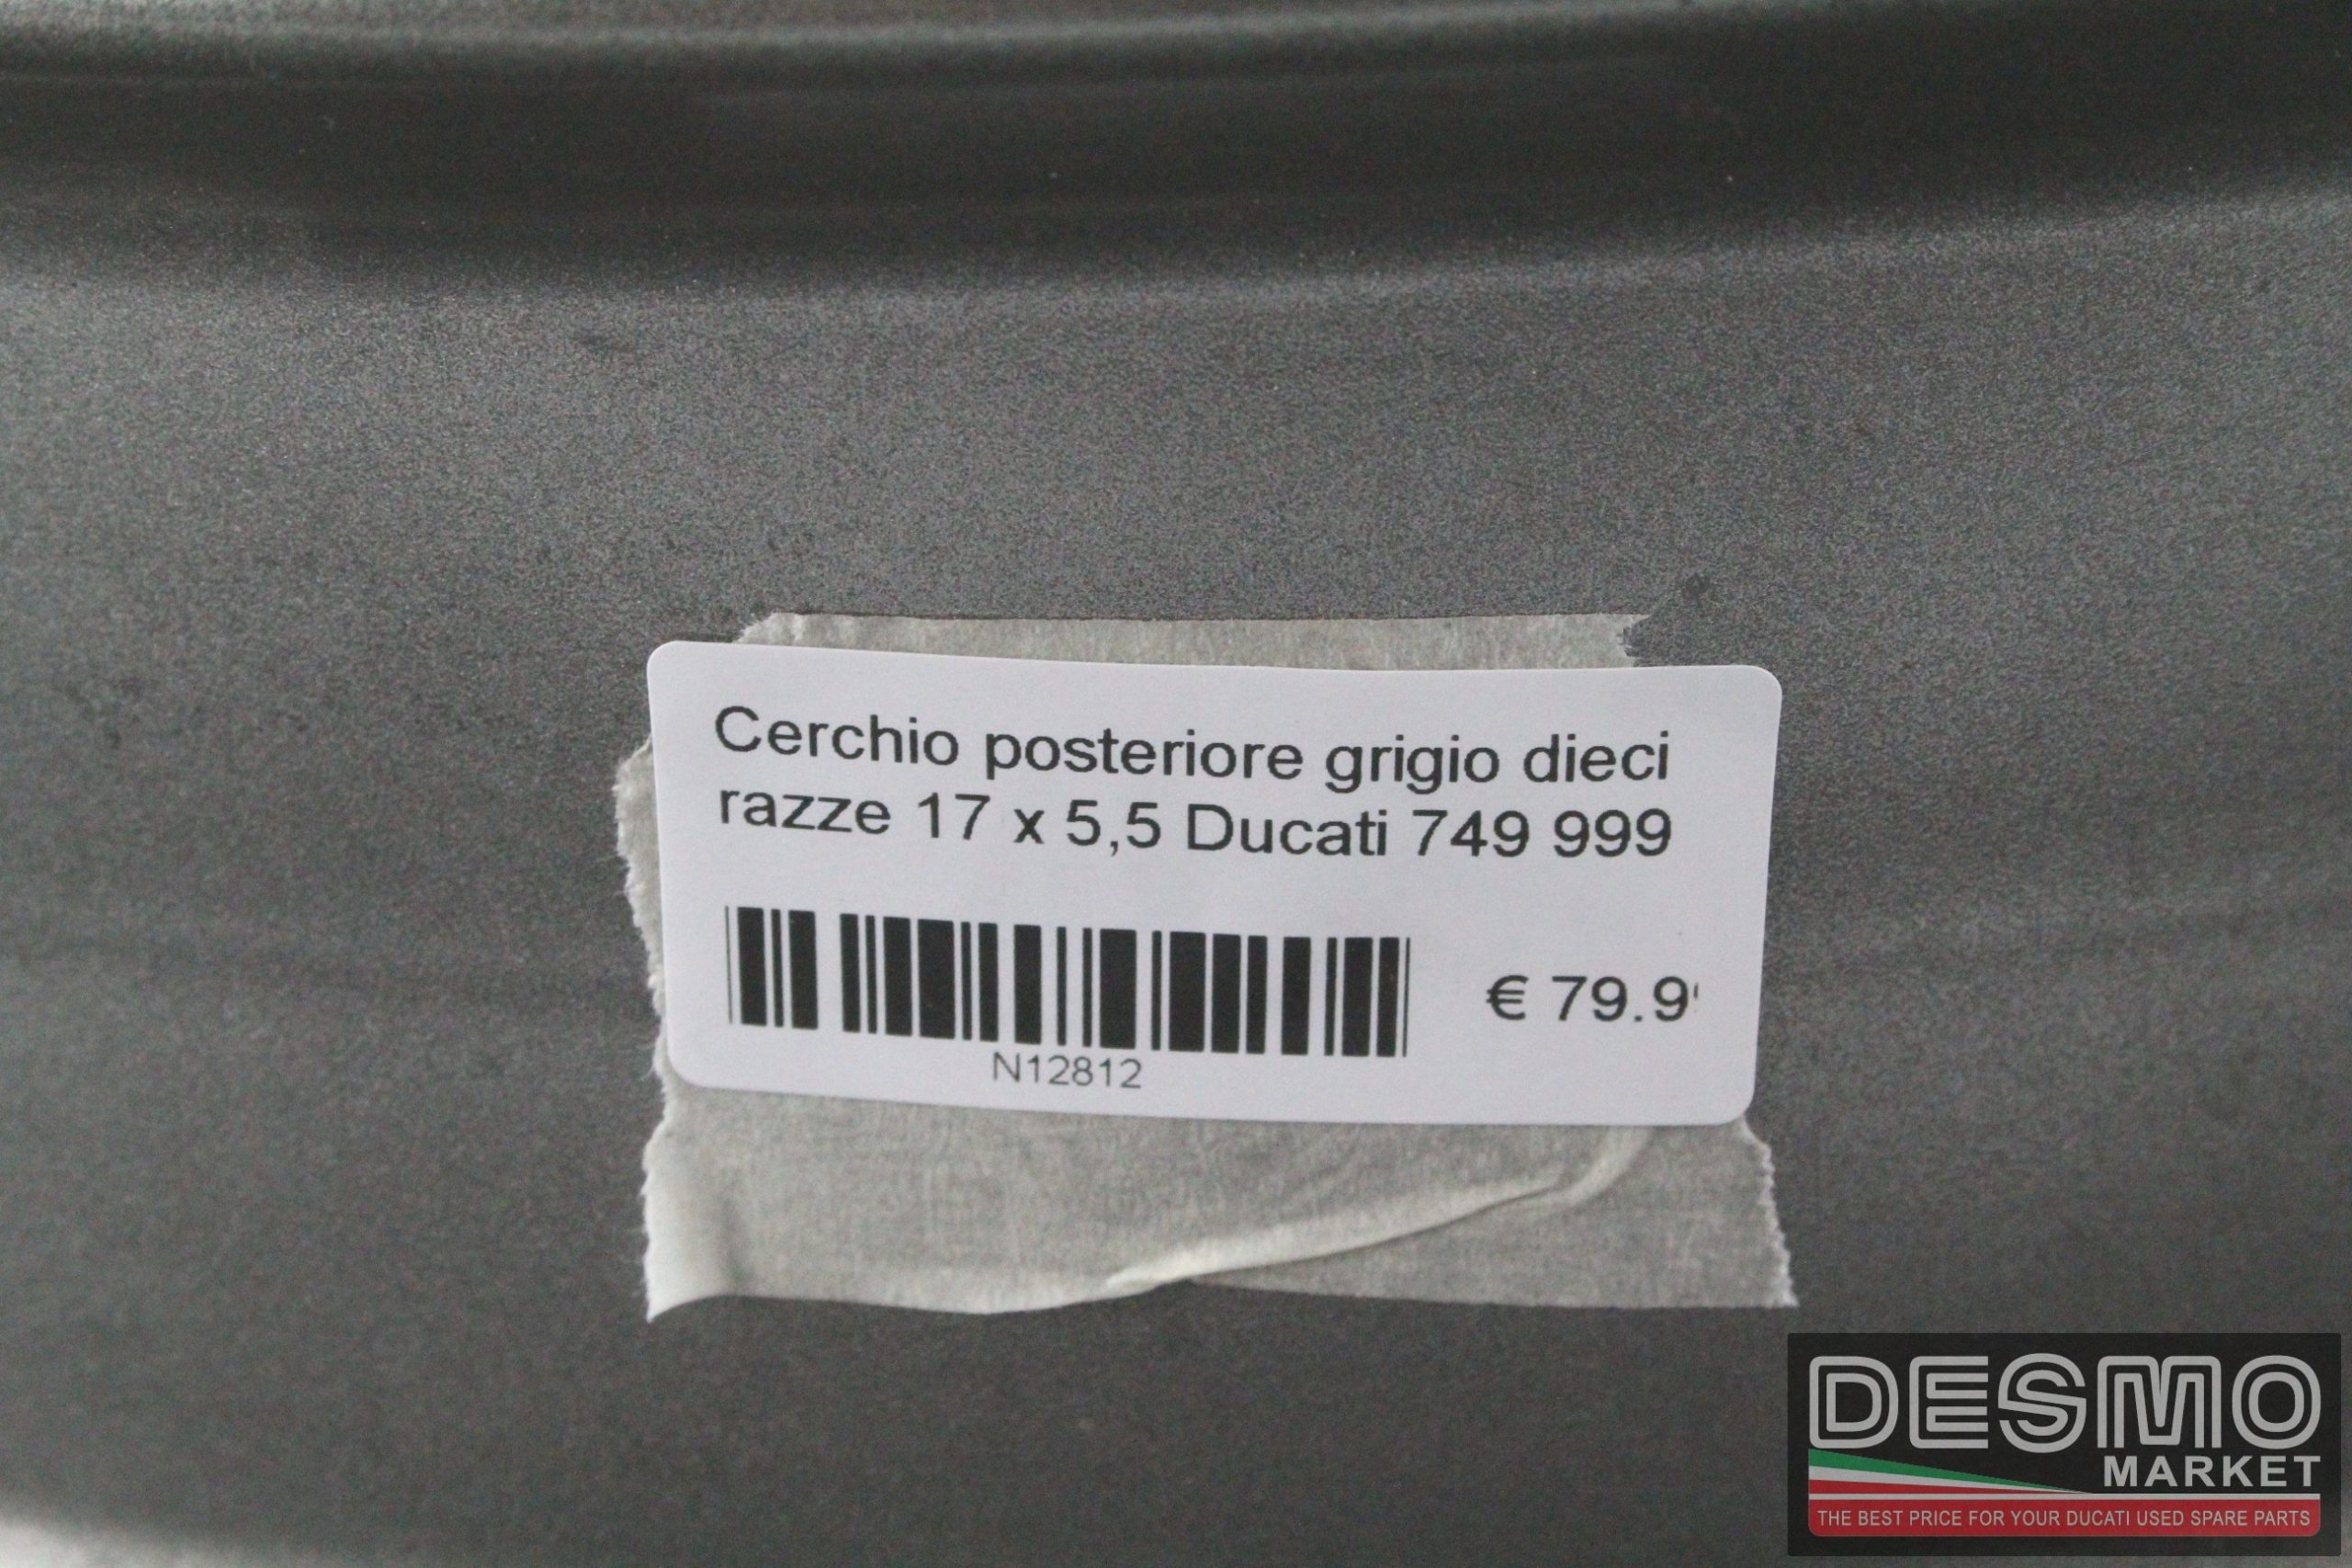 Cerchio posteriore grigio dieci
razze 17 x 5,5 Ducati 749 999
€ 79.9
N12812
DESMO
MARKET
THE BEST PRICE FOR YOUR DUCATI USED SPARE PARTS